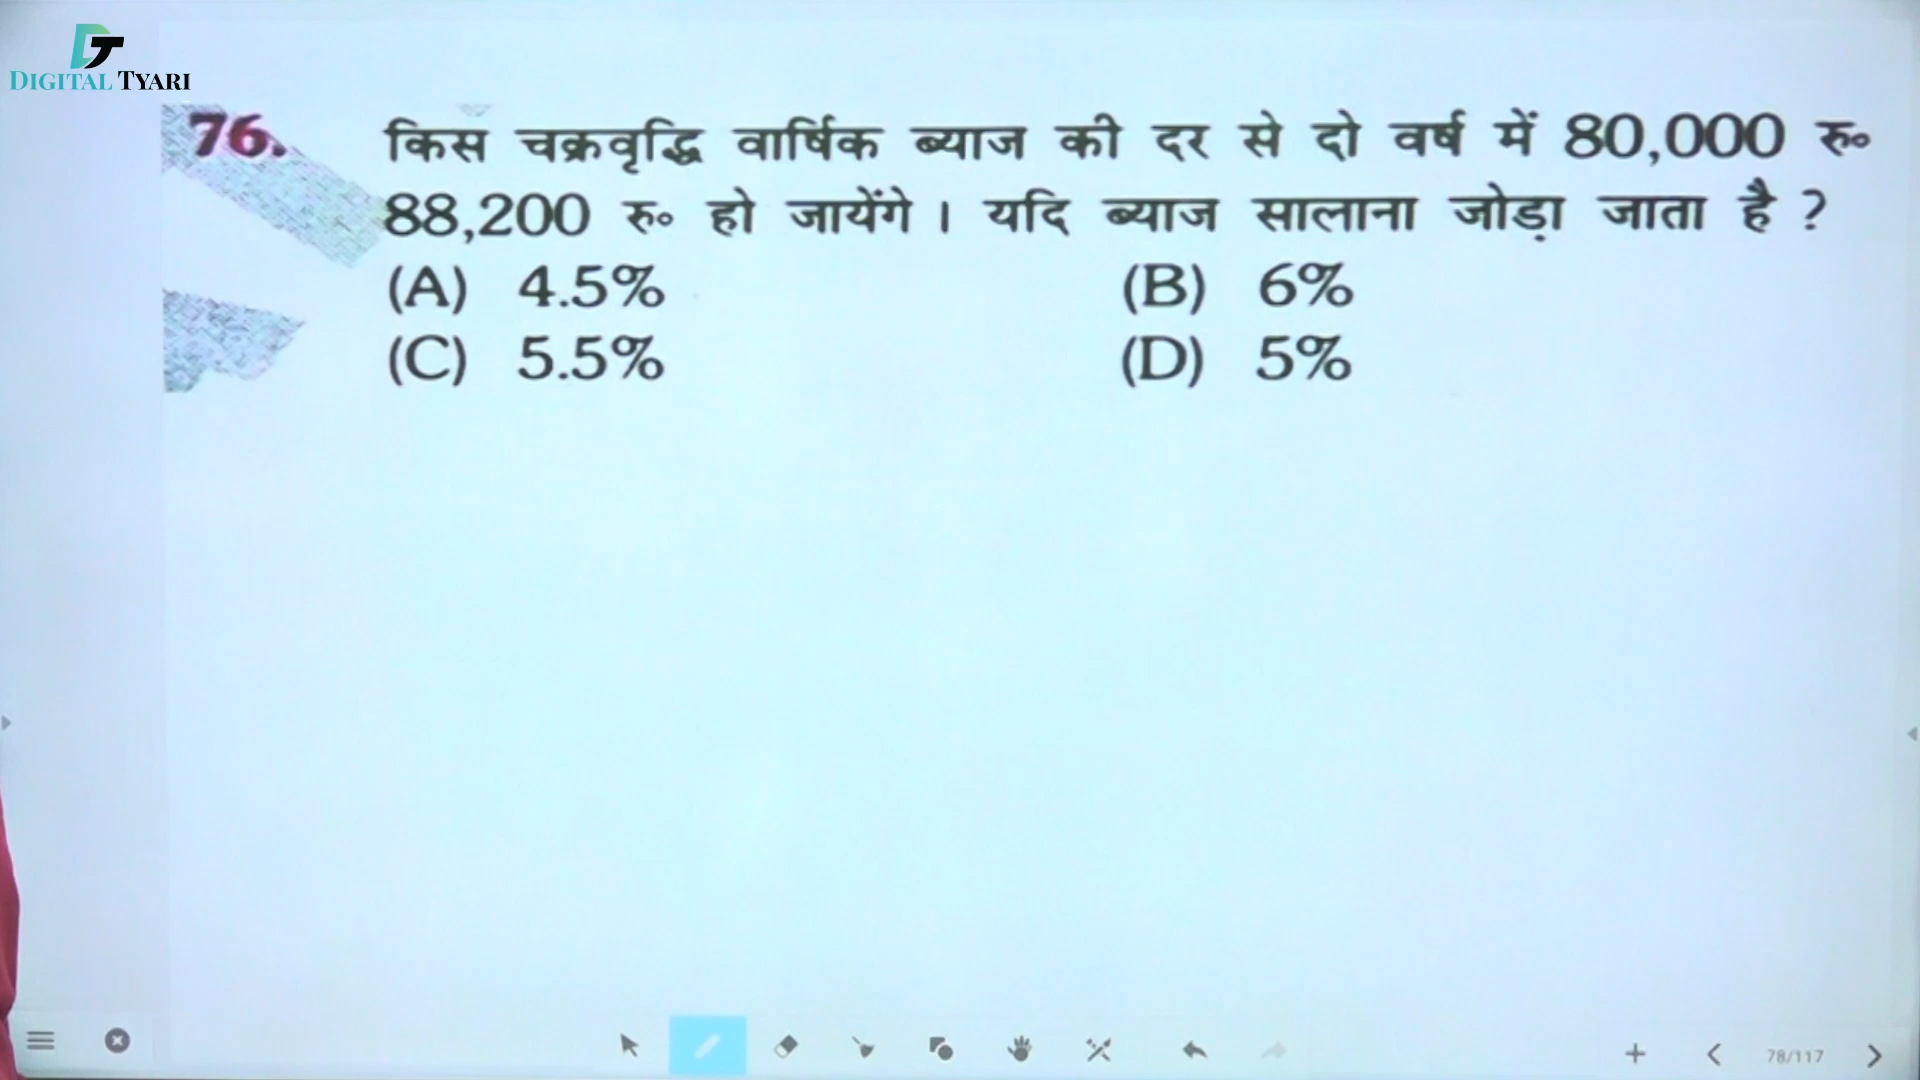 DIGITAL TYARI
76. किस चक्रवृद्धि वार्षिक ब्याज की दर से दो वर्ष में 80,000 रु०
88,200 रु० हो जायेंगे । यदि ब्याज सालाना जोड़ा जाता है ?
(A) 4.5% (B) 6%
(C) 5.5% (D) 5%
78/117